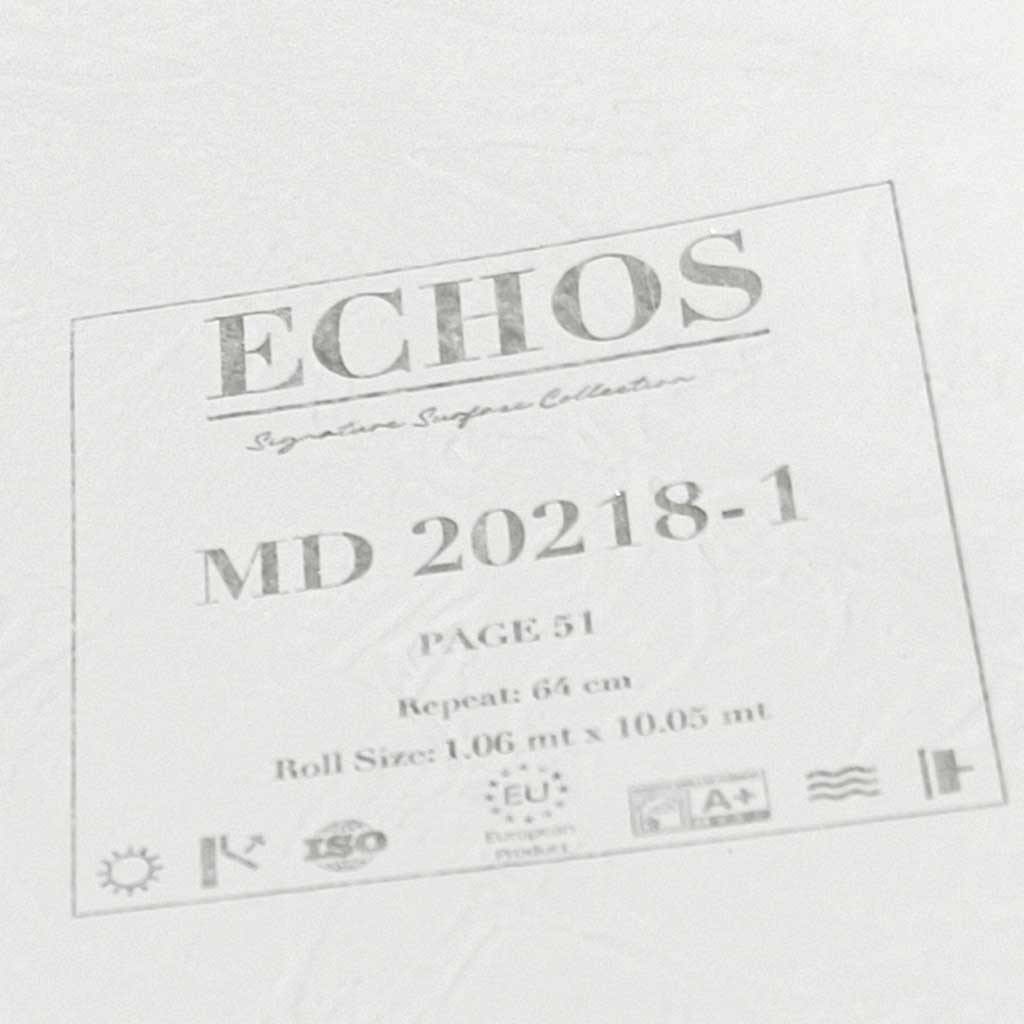 ECHOS
Signature Surface Collection
MD 20218-1
PAGE 51
Repeat: 64 cm
Roll Size: 1.06 mt x 10.05 mt
EU
European
Product
ISO
A+